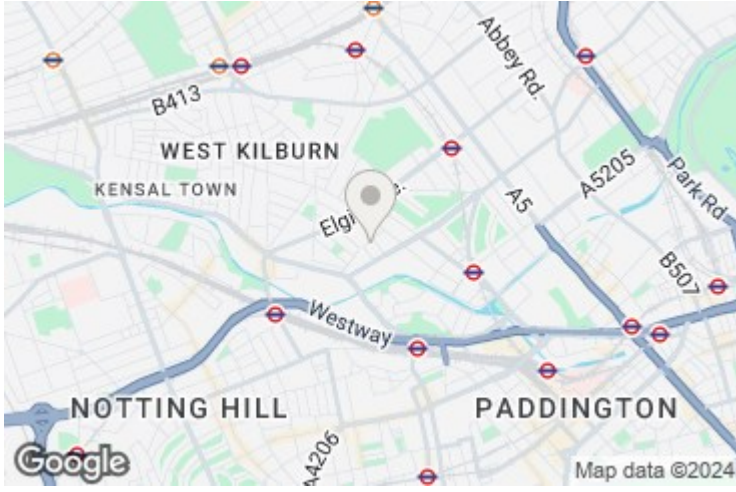 B413
Abbey Rd.
WEST KILBURN
KENSAL TOWN
A5205
Park Rd
A5
Elgi
e.
B507
Westway
NOTTING HILL
PADDINGTON
AA206
Google
Map data ©2024